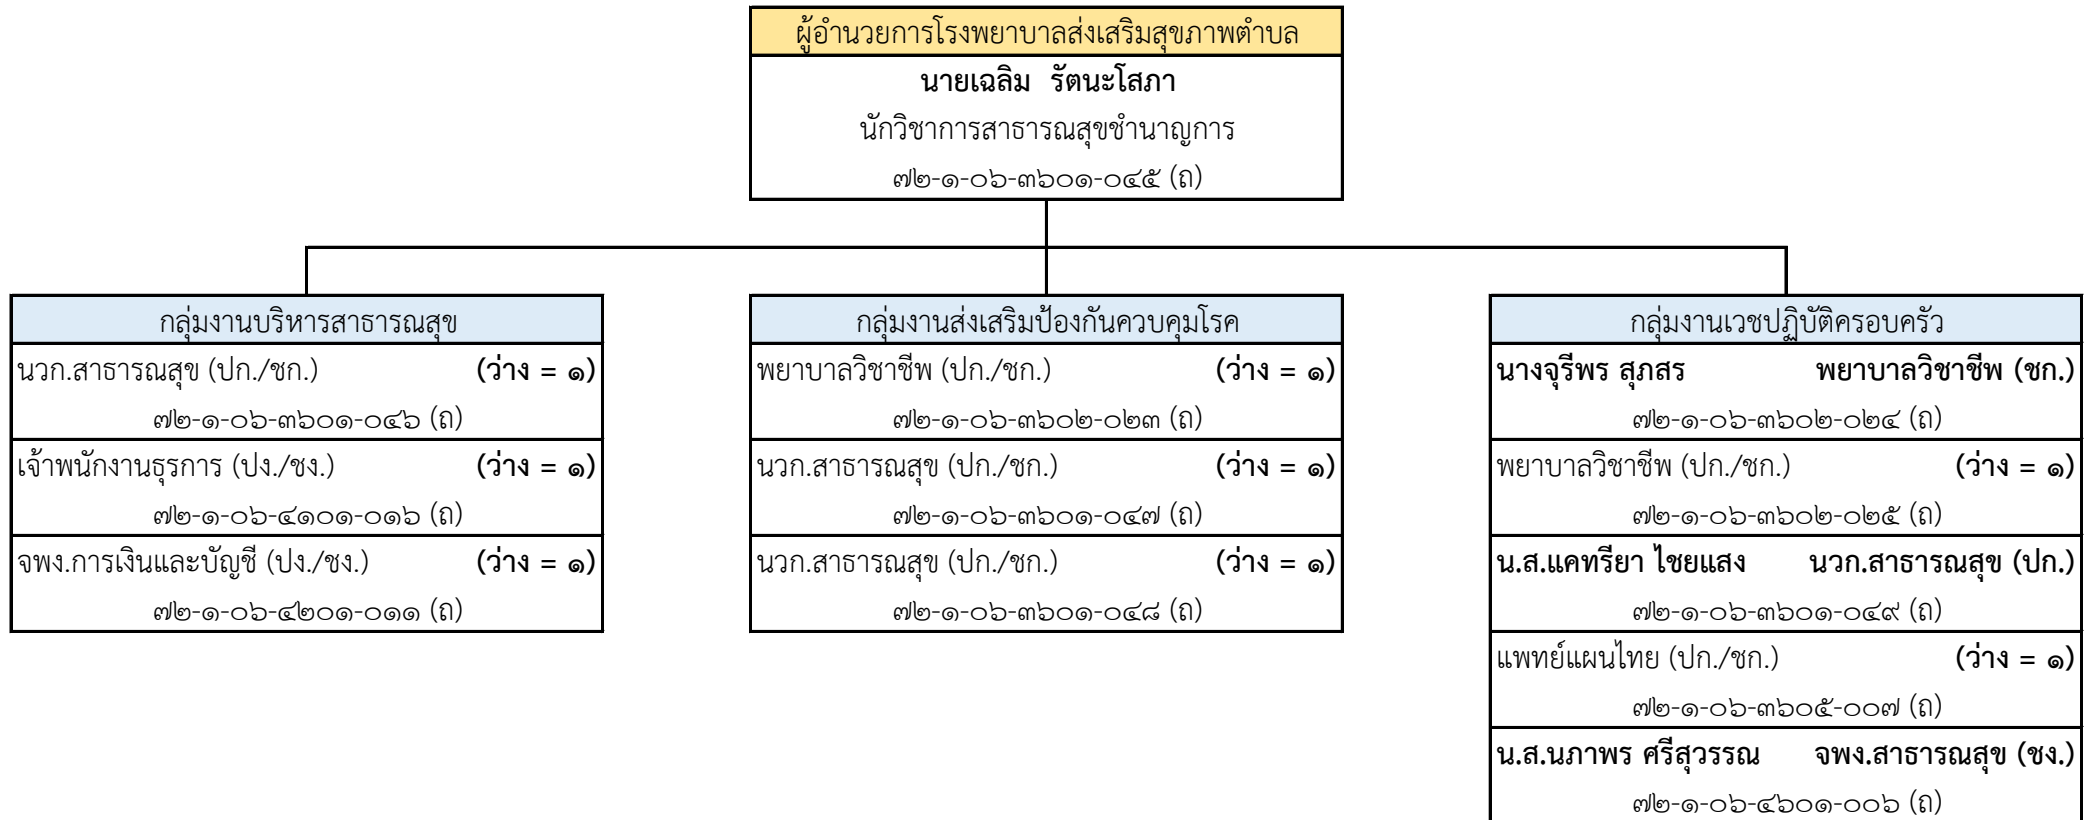 ผู้อำนวยการโรงพยาบาลส่งเสริมสุขภาพตำบล
นายเฉลิม รัตนะโสภา
นักวิชาการสาธารณสุขชำนาญการ
๗๒-๑-๐๖-๓๖๐๑-๐๔๕ (ถ)
กลุ่มงานบริหารสาธารณสุข
นวก.สาธารณสุข (ปก./ชก.) (ว่าง = ๑)
๗๒-๑-๐๖-๓๖๐๑-๐๔๖ (ถ)
เจ้าพนักงานธุรการ (ปง./ชง.) (ว่าง = ๑)
๗๒-๑-๐๖-๔๑๐๑-๐๑๖ (ถ)
จพง.การเงินและบัญชี (ปง./ชง.) (ว่าง = ๑)
๗๒-๑-๐๖-๔๒๐๑-๐๑๑ (ถ)
กลุ่มงานส่งเสริมป้องกันควบคุมโรค
พยาบาลวิชาชีพ (ปก./ชก.) (ว่าง = ๑)
๗๒-๑-๐๖-๓๖๐๒-๐๒๓ (ถ)
นวก.สาธารณสุข (ปก./ชก.) (ว่าง = ๑)
๗๒-๑-๐๖-๓๖๐๑-๐๔๗ (ถ)
นวก.สาธารณสุข (ปก./ชก.) (ว่าง = ๑)
๗๒-๑-๐๖-๓๖๐๑-๐๔๘ (ถ)
กลุ่มงานเวชปฏิบัติครอบครัว
นางจุรีพร สุภสร พยาบาลวิชาชีพ (ชก.)
๗๒-๑-๐๖-๓๖๐๒-๐๒๔ (ถ)
พยาบาลวิชาชีพ (ปก./ชก.) (ว่าง = ๑)
๗๒-๑-๐๖-๓๖๐๒-๐๒๕ (ถ)
น.ส.แคทรียา ไชยแสง นวก.สาธารณสุข (ปก.)
๗๒-๑-๐๖-๓๖๐๑-๐๔๙ (ถ)
แพทย์แผนไทย (ปก./ชก.) (ว่าง = ๑)
๗๒-๑-๐๖-๓๖๐๕-๐๐๗ (ถ)
น.ส.นภาพร ศรีสุวรรณ จพง.สาธารณสุข (ชง.)
๗๒-๑-๐๖-๔๖๐๑-๐๐๖ (ถ)